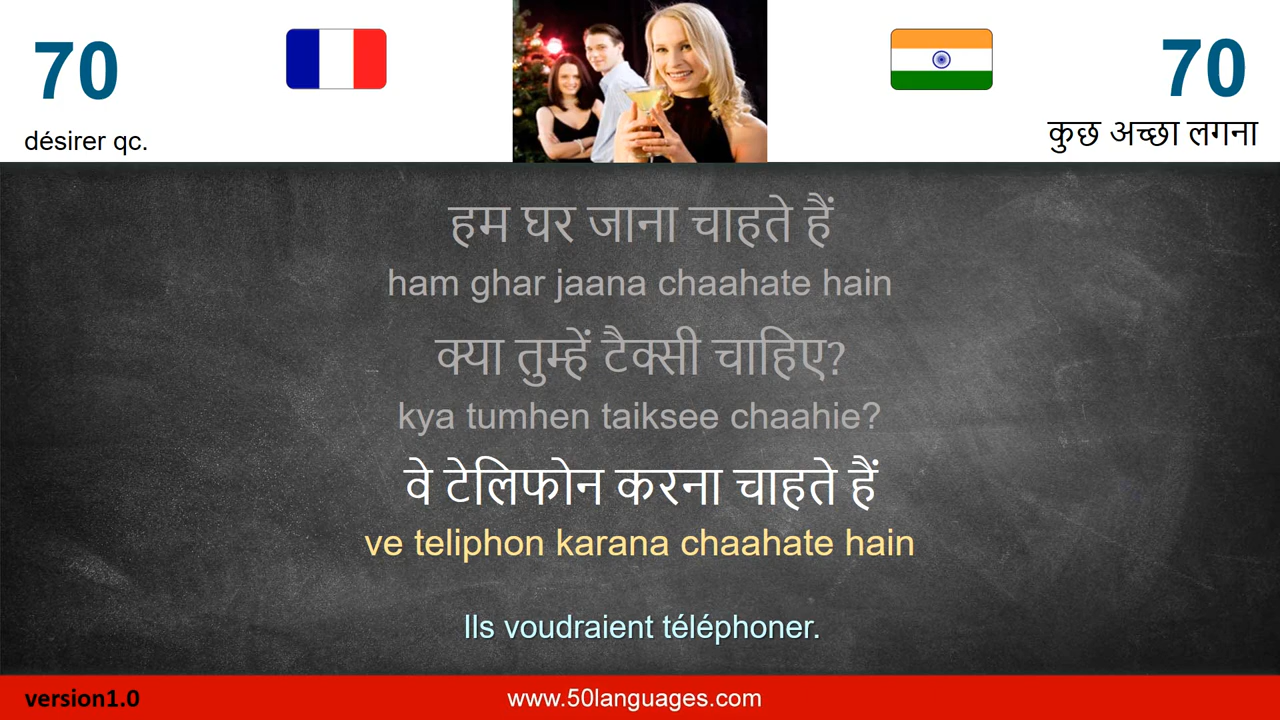 70
70
désirer qc.
कुछ अच्छा लगना
हम घर जाना चाहते हैं
ham ghar jaana chaahate hain
क्या तुम्हें टैक्सी चाहिए?
kya tumhen taiksee chaahie?
वे टेलिफोन करना चाहते हैं
ve teliphon karana chaahate hain
Ils voudraient téléphoner.
version1.0
www.50languages.com